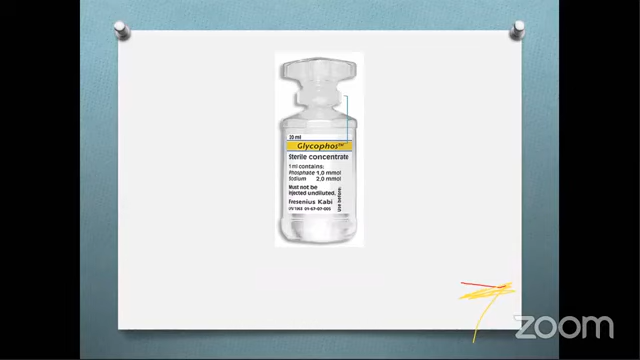 20 ml
Glycophos™
Sterile concentrate
1 ml contains:
Phosphate 1,0 mmol
Sodium 2,0 mmol
Must not be
injected undiluted.
Fresenius Kabi
Use before:
zoom